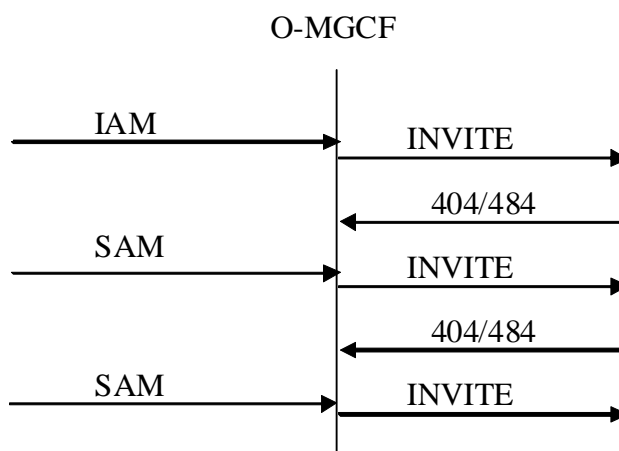 O-MGCF
IAM
INVITE
404/484
SAM
INVITE
404/484
SAM
INVITE